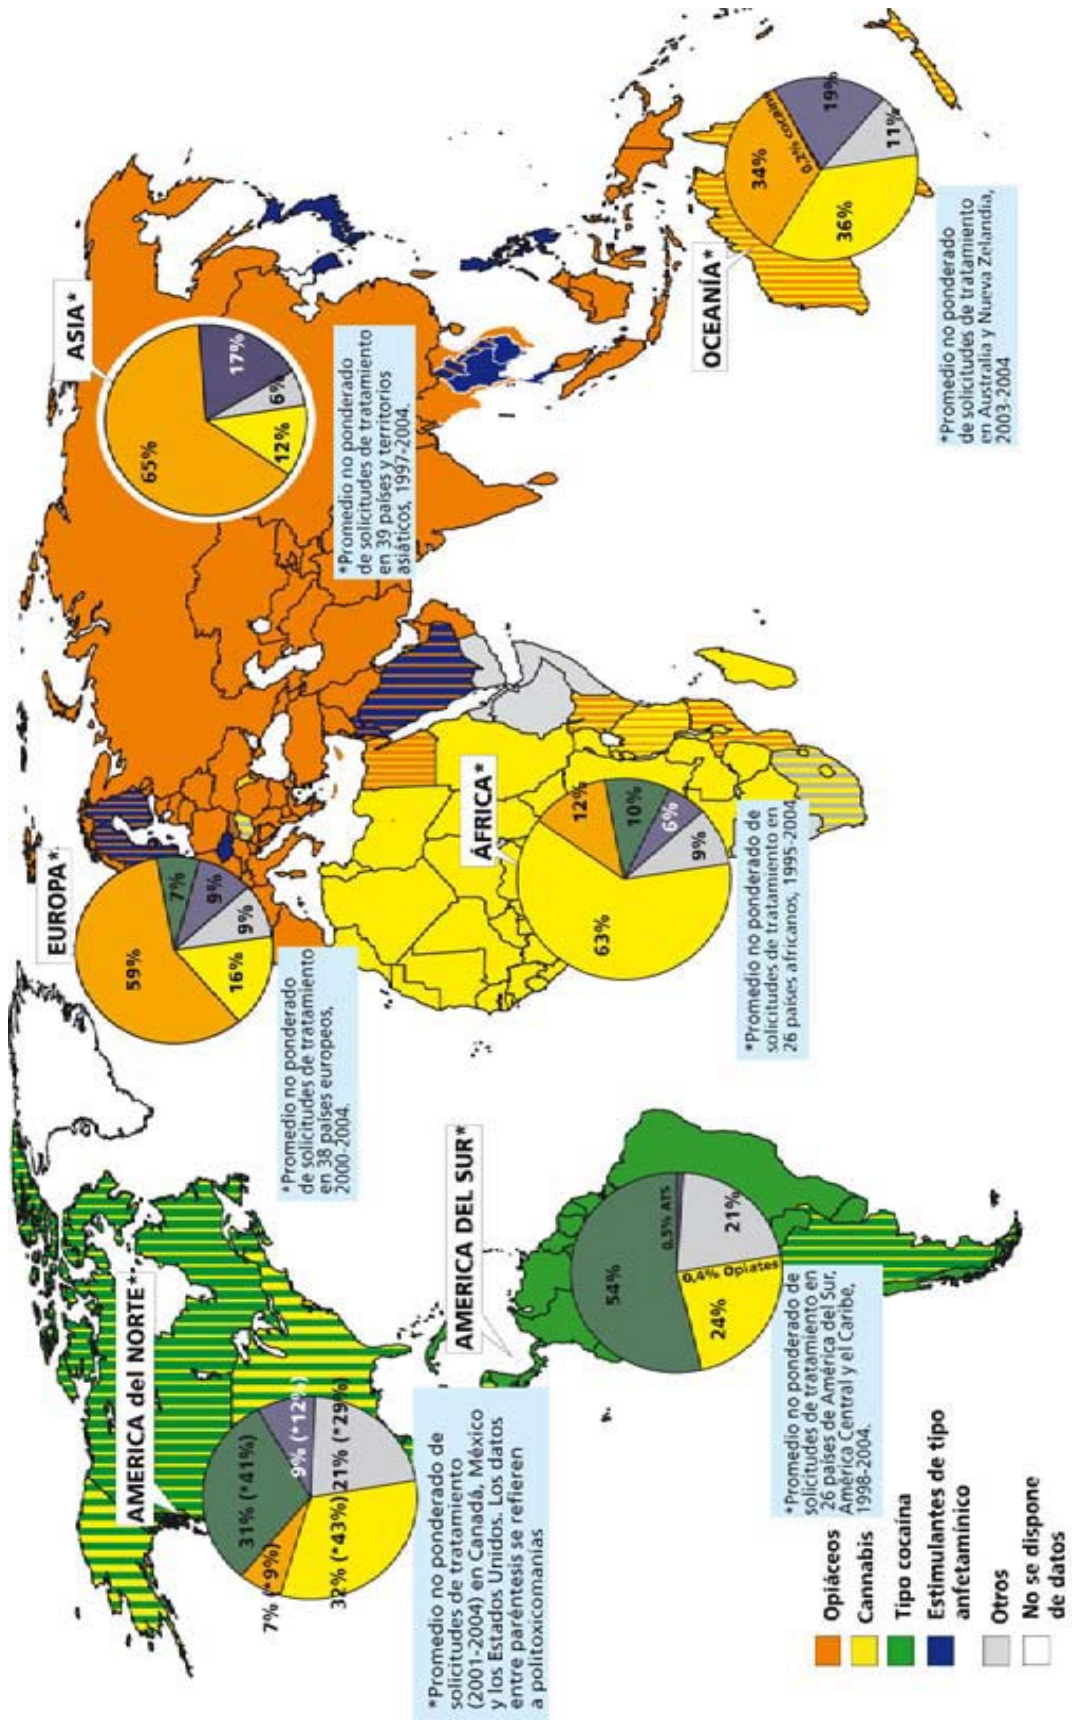 AMERICA del NORTE**
31% (*41%)
9% (*12%)
21% (*29%)
32% (*43%)
7% (*9%)
*Promedio no ponderado de
solicitudes de tratamiento
(2001-2004) en Canadá, México
y los Estados Unidos. Los datos
entre paréntesis se refieren
a politoxicomanías
EUROPA*
59%
7%
9%
9%
16%
*Promedio no ponderado
de solicitudes de tratamiento
en 38 países europeos,
2000-2004.
ASIA*
65%
17%
6%
12%
*Promedio no ponderado
de solicitudes de tratamiento
en 39 países y territorios
asiáticos, 1997-2004.
AMERICA DEL SUR*
54%
0,5% ATS
21%
0,4% Opiates
24%
*Promedio no ponderado de
solicitudes de tratamiento en
26 países de América del Sur,
América Central y el Caribe,
1998-2004.
ÁFRICA*
12%
10%
6%
9%
63%
*Promedio no ponderado de
solicitudes de tratamiento en
26 países africanos, 1995-2004
OCEANÍA*
34%
0,2% cocaine
19%
11%
36%
*Promedio no ponderado
de solicitudes de tratamiento
en Australia y Nueva Zelandia,
2003-2004
Opiáceos
Cannabis
Tipo cocaína
Estimulantes de tipo
anfetamínico
Otros
No se dispone
de datos